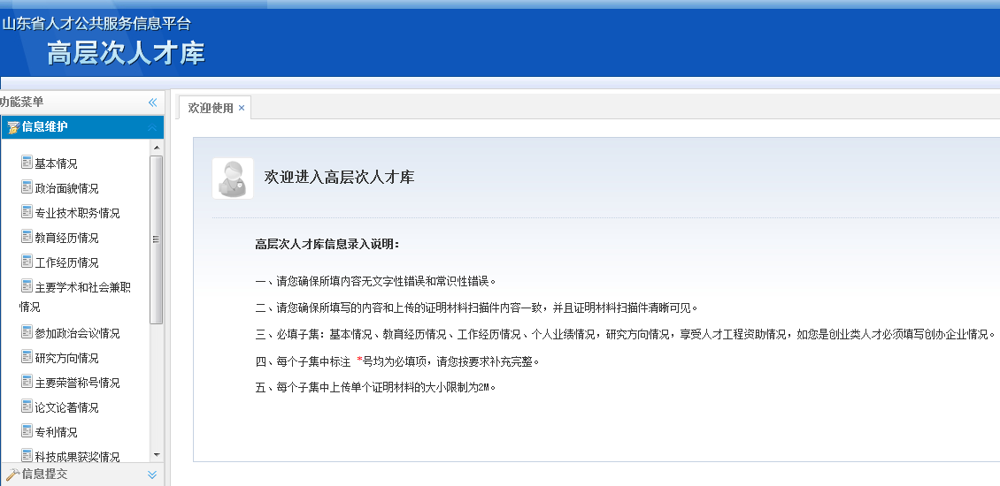 山东省人才公共服务信息平台
高层次人才库
功能菜单
信息维护
基本情况
政治面貌情况
专业技术职务情况
教育经历情况
工作经历情况
主要学术和社会兼职
情况
参加政治会议情况
研究方向情况
主要荣誉称号情况
论文论著情况
专利情况
科技成果获奖情况
信息提交
欢迎使用
欢迎进入高层次人才库
高层次人才库信息录入说明：
一、请您确保所填内容无文字性错误和常识性错误。
二、请您确保所填写的内容和上传的证明材料扫描件内容一致，并且证明材料扫描件清晰可见。
三、必填子集：基本情况、教育经历情况、工作经历情况、个人业绩情况，研究方向情况，享受人才工程资助情况，如您是创业类人才必须填写创办企业情况。
四、每个子集中标注 *号均为必填项，请您按要求补充完整。
五、每个子集中上传单个证明材料的大小限制为2M。